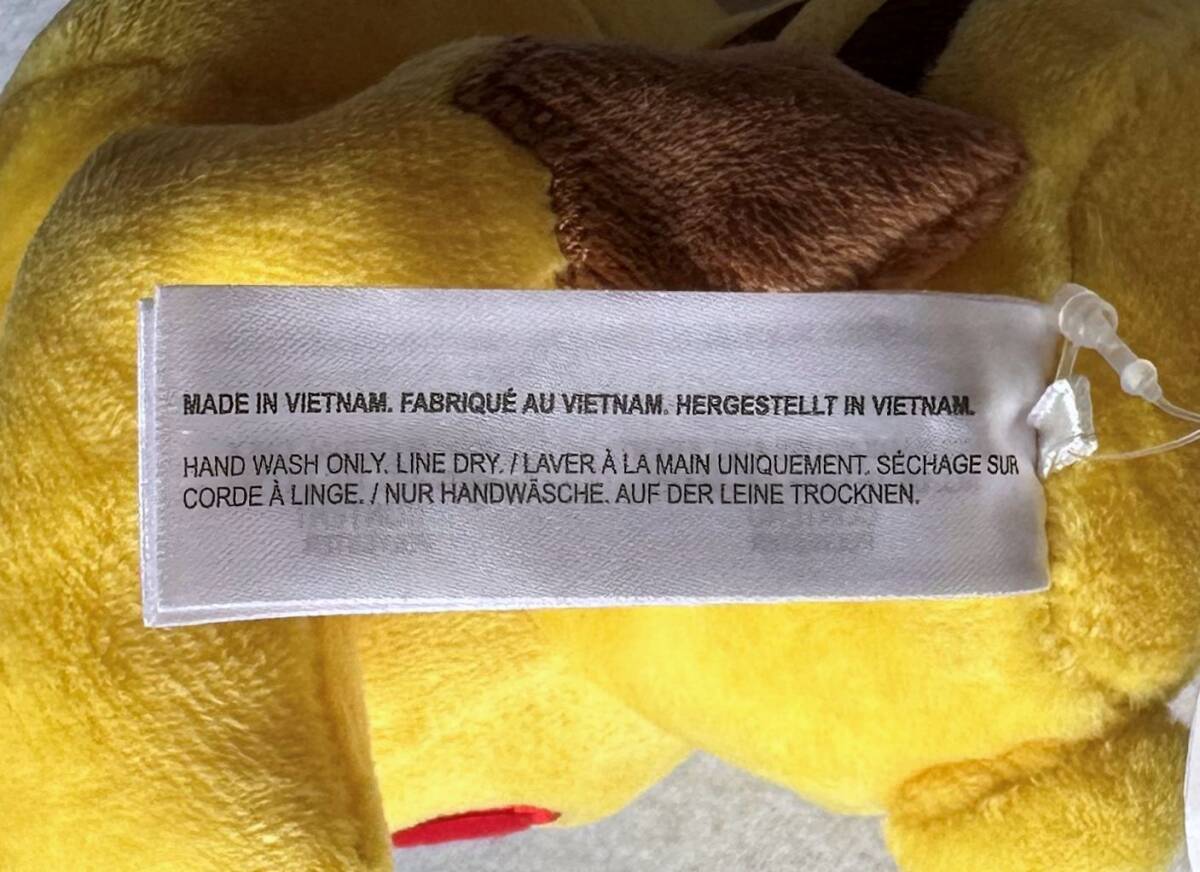 MADE IN VIETNAM. FABRIQUÉ AU VIETNAM. HERGESTELLT IN VIETNAM.
HAND WASH ONLY. LINE DRY. / LAVER À LA MAIN UNIQUEMENT. SÉCHAGE SUR
CORDE À LINGE. / NUR HANDWÄSCHE. AUF DER LEINE TROCKNEN.